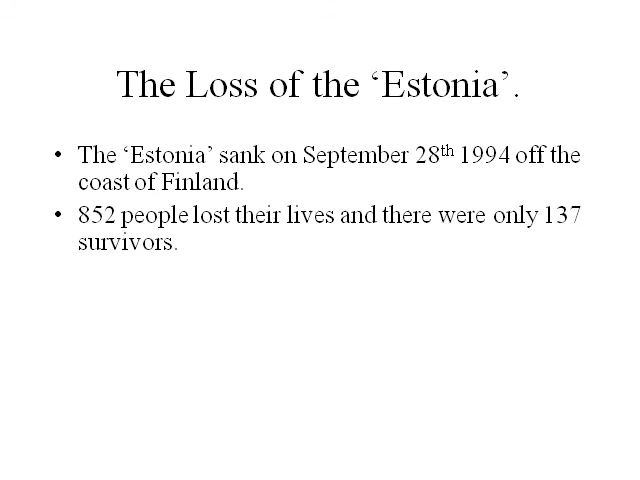 The Loss of the ‘Estonia’.
• The ‘Estonia’ sank on September 28th 1994 off the
coast of Finland.
• 852 people lost their lives and there were only 137
survivors.